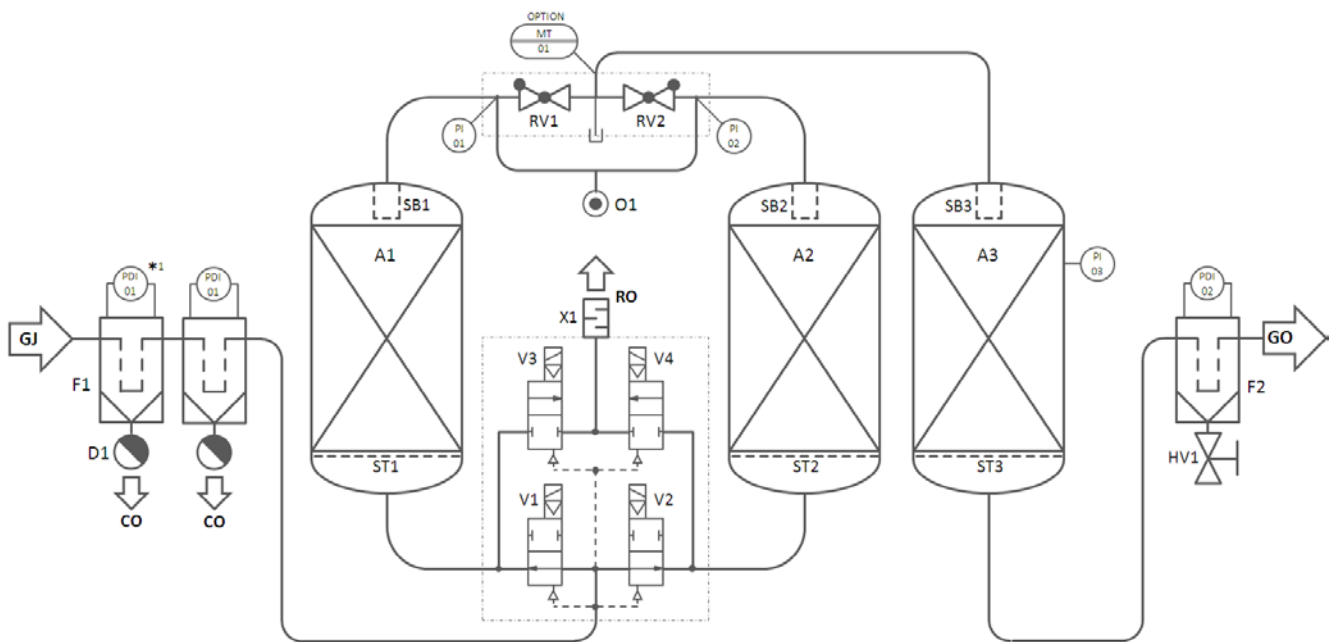 OPTION
MT
01
RV1
RV2
PI
01
PI
02
SB1
O1
SB2
SB3
A1
A2
A3
PI
03
PDI
01
*1
PDI
01
PDI
02
RO
X1
GJ
GO
V3
V4
F1
F2
D1
ST1
ST2
ST3
HV1
V1
V2
CO
CO